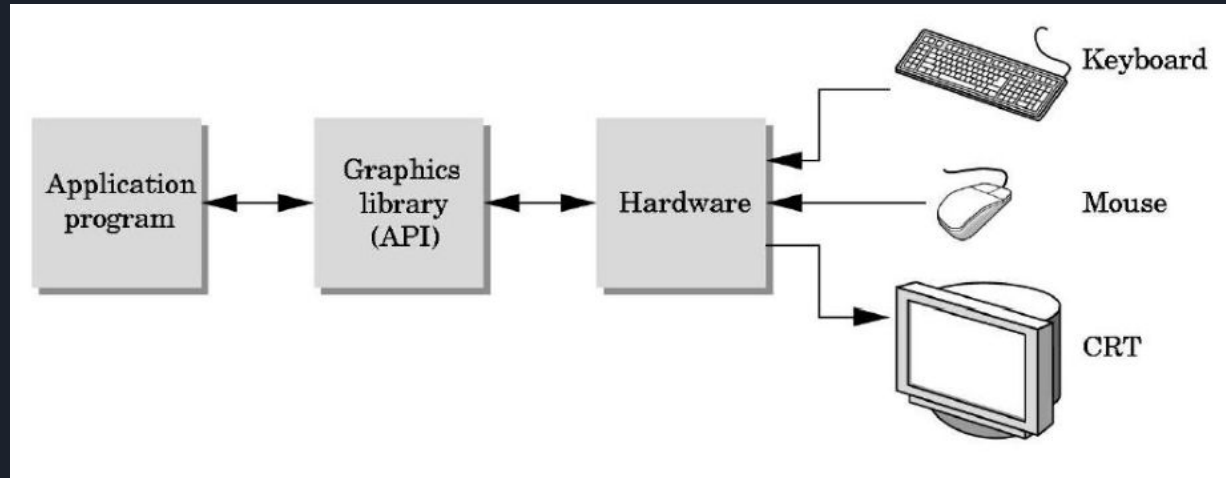 Application
program
Graphics
library
(API)
Hardware
Keyboard
Mouse
CRT